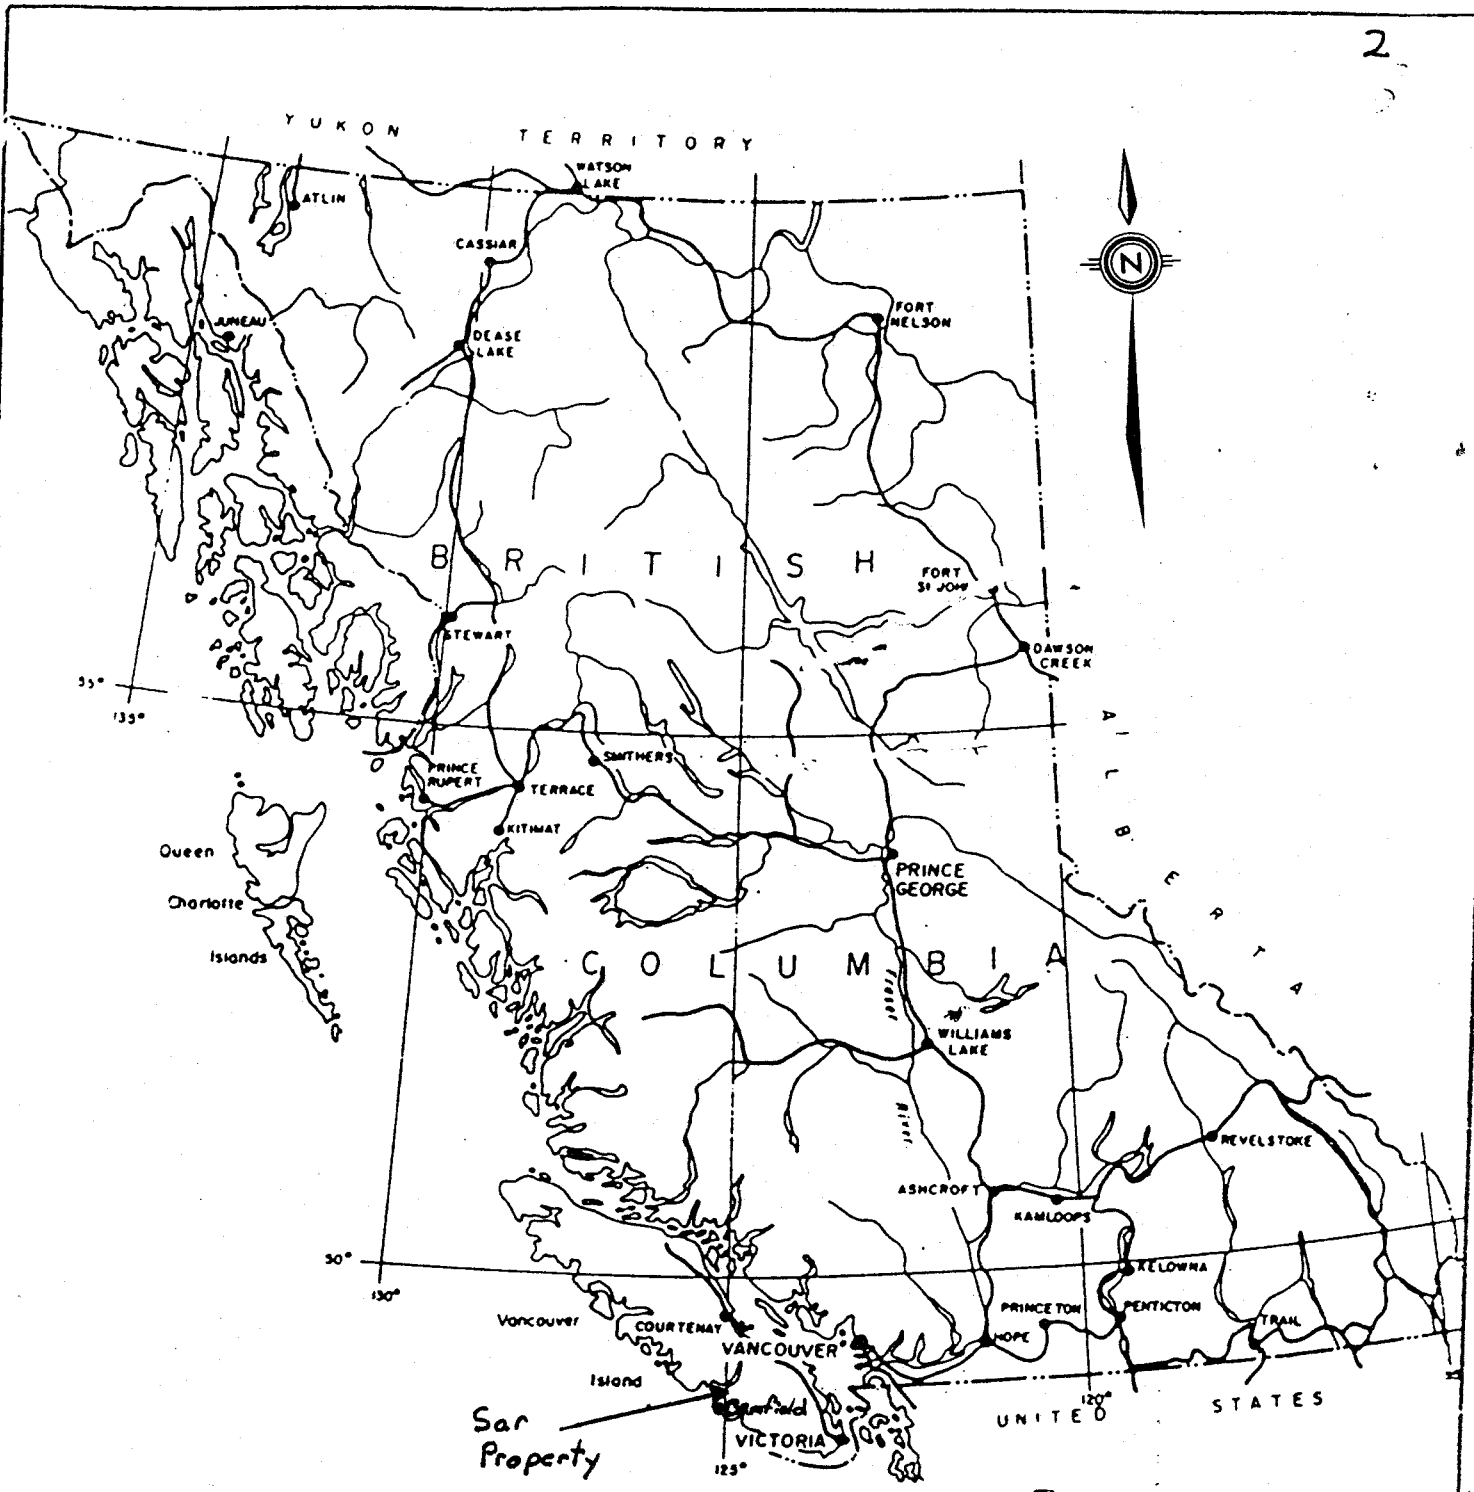 2
YUKON TERRITORY
WATSON
LAKE
ATLIN
CASSIAR
N
JUNEAU
FORT
NELSON
DEASE
LAKE
BRITISH
FORT
St JOHN
STEWART
DAWSON
CREEK
55°
135°
ALBERTA
PRINCE
RUPERT
SMITHERS
TERRACE
KITIMAT
Queen
Charlotte
Islands
PRINCE
GEORGE
COLUMBIA
Fraser
River
WILLIAMS
LAKE
REVELSTOKE
ASHCROFT
KAMLOOPS
50°
130°
KELOWNA
Vancouver
Island
COURTENAY
VANCOUVER
PRINCETON
PENTICTON
HOPE
TRAIL
Bamfield
Sar
Property
VICTORIA
125°
120°
UNITED STATES